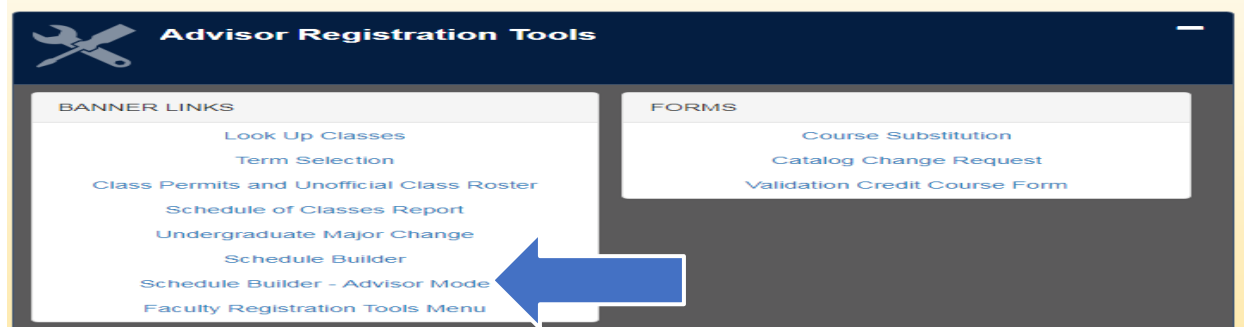 Advisor Registration Tools
BANNER LINKS
Look Up Classes
Term Selection
Class Permits and Unofficial Class Roster
Schedule of Classes Report
Undergraduate Major Change
Schedule Builder
Schedule Builder - Advisor Mode
Faculty Registration Tools Menu
FORMS
Course Substitution
Catalog Change Request
Validation Credit Course Form